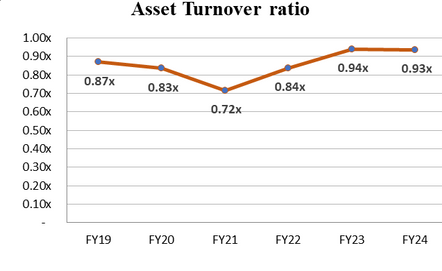 Asset Turnover ratio
1.00x
0.90x
0.80x
0.70x
0.60x
0.50x
0.40x
0.30x
0.20x
0.10x
-
0.87x
0.83x
0.72x
0.84x
0.94x
0.93x
FY19 FY20 FY21 FY22 FY23 FY24